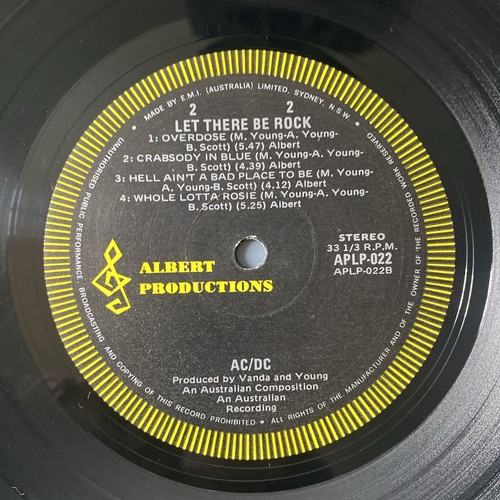 • MADE BY E.M.I. (AUSTRALIA) LIMITED, SYDNEY, N.S.W. •
2 2
LET THERE BE ROCK
1: OVERDOSE (M. Young-A. Young-
B. Scott) (5.47) Albert
2: CRABSODY IN BLUE (M. Young-A. Young-
B. Scott) (4.39) Albert
3: HELL AIN'T A BAD PLACE TO BE (M. Young-
A. Young-B. Scott) (4.12) Albert
4: WHOLE LOTTA ROSIE (M. Young-A. Young-
B. Scott) (5.25) Albert
STEREO
33 1/3 R.P.M.
APLP-022
APLP-022B
ALBERT
PRODUCTIONS
AC/DC
Produced by Vanda and Young
An Australian Composition
An Australian
Recording
UNAUTHORISED PUBLIC PERFORMANCE, BROADCASTING AND COPYING OF THIS RECORD PROHIBITED • ALL RIGHTS OF THE MANUFACTURER AND OF THE OWNER OF THE RECORDED WORK RESERVED